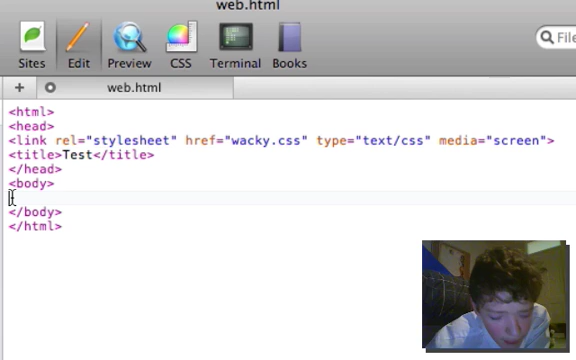 web.html
Sites Edit Preview CSS Terminal Books
web.html
<html>
<head>
<link rel="stylesheet" href="wacky.css" type="text/css" media="screen">
<title>Test</title>
</head>
<body>
</body>
</html>